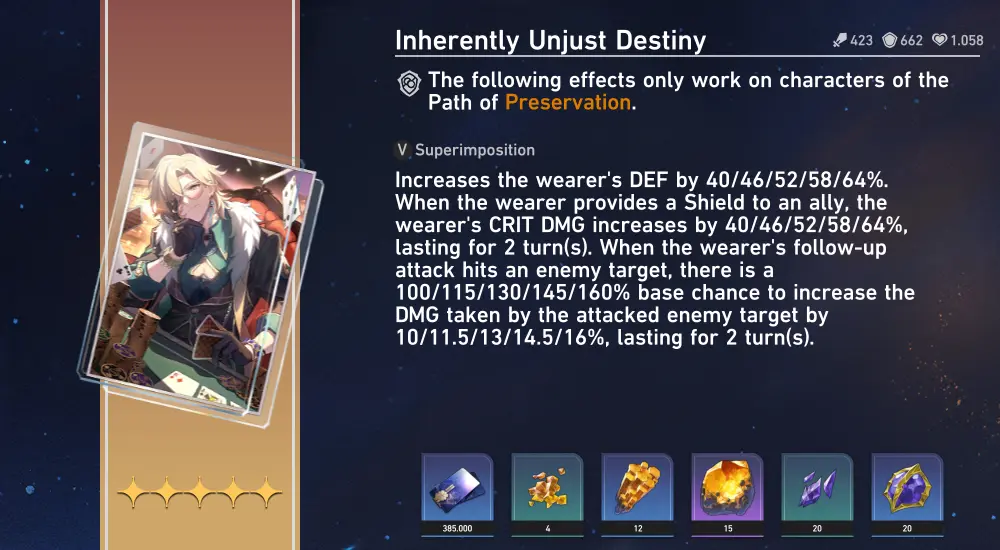 Inherently Unjust Destiny
423 662 1.058
The following effects only work on characters of the
Path of Preservation.
V Superimposition
Increases the wearer's DEF by 40/46/52/58/64%.
When the wearer provides a Shield to an ally, the
wearer's CRIT DMG increases by 40/46/52/58/64%,
lasting for 2 turn(s). When the wearer's follow-up
attack hits an enemy target, there is a
100/115/130/145/160% base chance to increase the
DMG taken by the attacked enemy target by
10/11.5/13/14.5/16%, lasting for 2 turn(s).
385.000 4 12 15 20 20